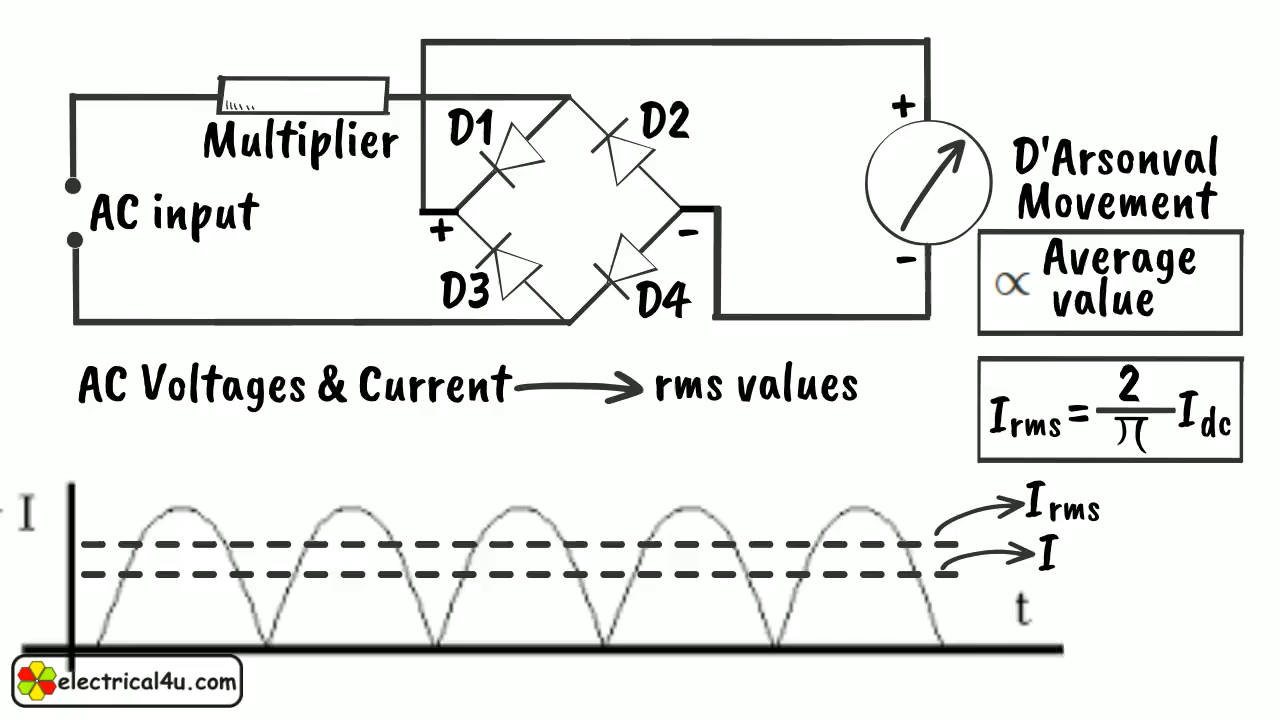 D1
D2
+
Multiplier
D'Arsonval
Movement
AC input
+
-
-
D3
D4
∝ Average
value
AC Voltages & Current → rms values
Irms = 2/π Idc
I
Irms
I
t
electrical4u.com